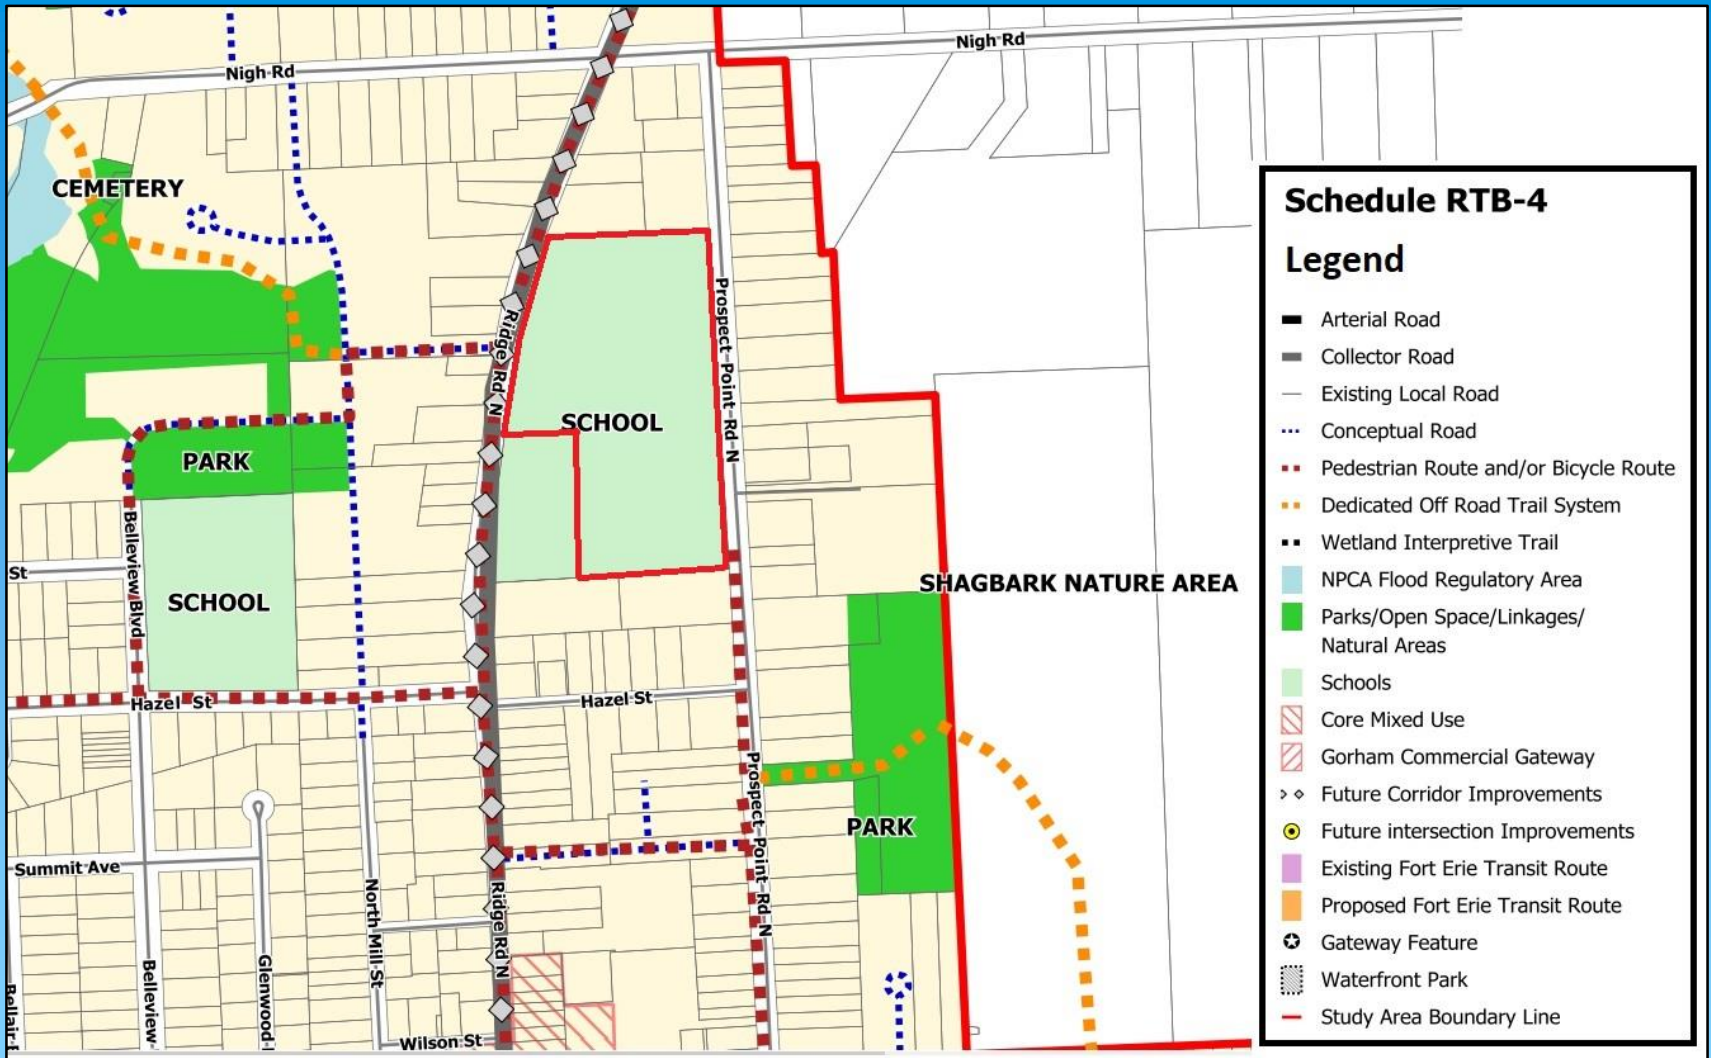 Nigh Rd
Nigh Rd
CEMETERY
Prospect Point Rd N
Ridge Rd N
SCHOOL
PARK
Belleview Blvd
St
SCHOOL
SHAGBARK NATURE AREA
Hazel St
Hazel St
Prospect Point Rd N
PARK
Summit Ave
North Mill St
Ridge Rd N
Belleview
Glenwood
Bellair
Wilson St
Schedule RTB-4
Legend
Arterial Road
Collector Road
Existing Local Road
Conceptual Road
Pedestrian Route and/or Bicycle Route
Dedicated Off Road Trail System
Wetland Interpretive Trail
NPCA Flood Regulatory Area
Parks/Open Space/Linkages/
Natural Areas
Schools
Core Mixed Use
Gorham Commercial Gateway
Future Corridor Improvements
Future intersection Improvements
Existing Fort Erie Transit Route
Proposed Fort Erie Transit Route
Gateway Feature
Waterfront Park
Study Area Boundary Line